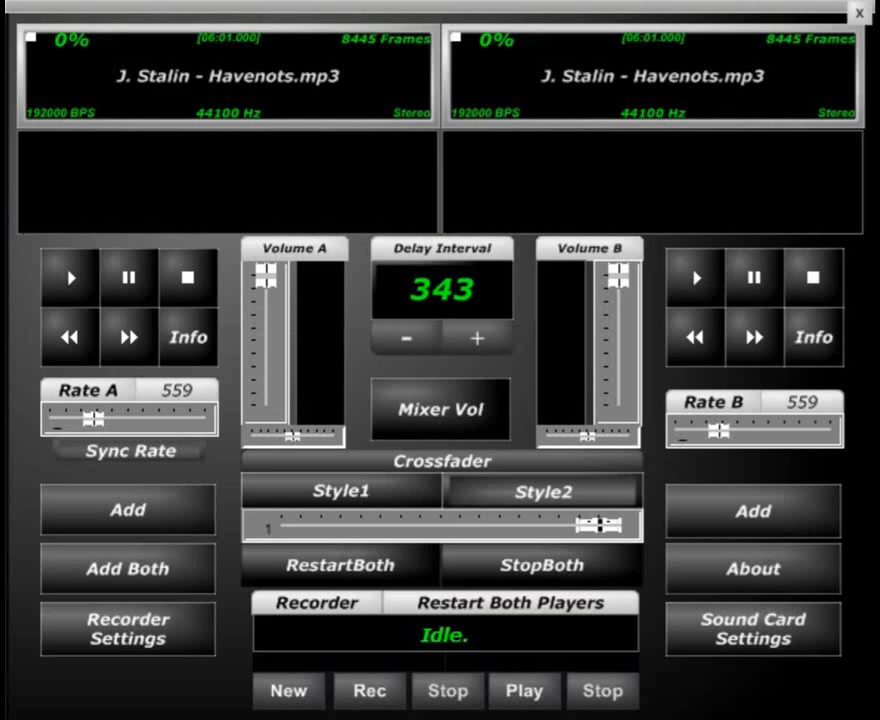 X
0% [06:01.000] 8445 Frames
J. Stalin - Havenots.mp3
192000 BPS 44100 Hz Stereo
0% [06:01.000] 8445 Frames
J. Stalin - Havenots.mp3
192000 BPS 44100 Hz Stereo
Volume A
Delay Interval
Volume B
343
- +
Info
Info
Rate A 559
Mixer Vol
Rate B 559
Sync Rate
Crossfader
Style1 Style2
1
Add
Add
RestartBoth StopBoth
Add Both
About
Recorder
Settings
Recorder Restart Both Players
Idle.
Sound Card
Settings
New Rec Stop Play Stop